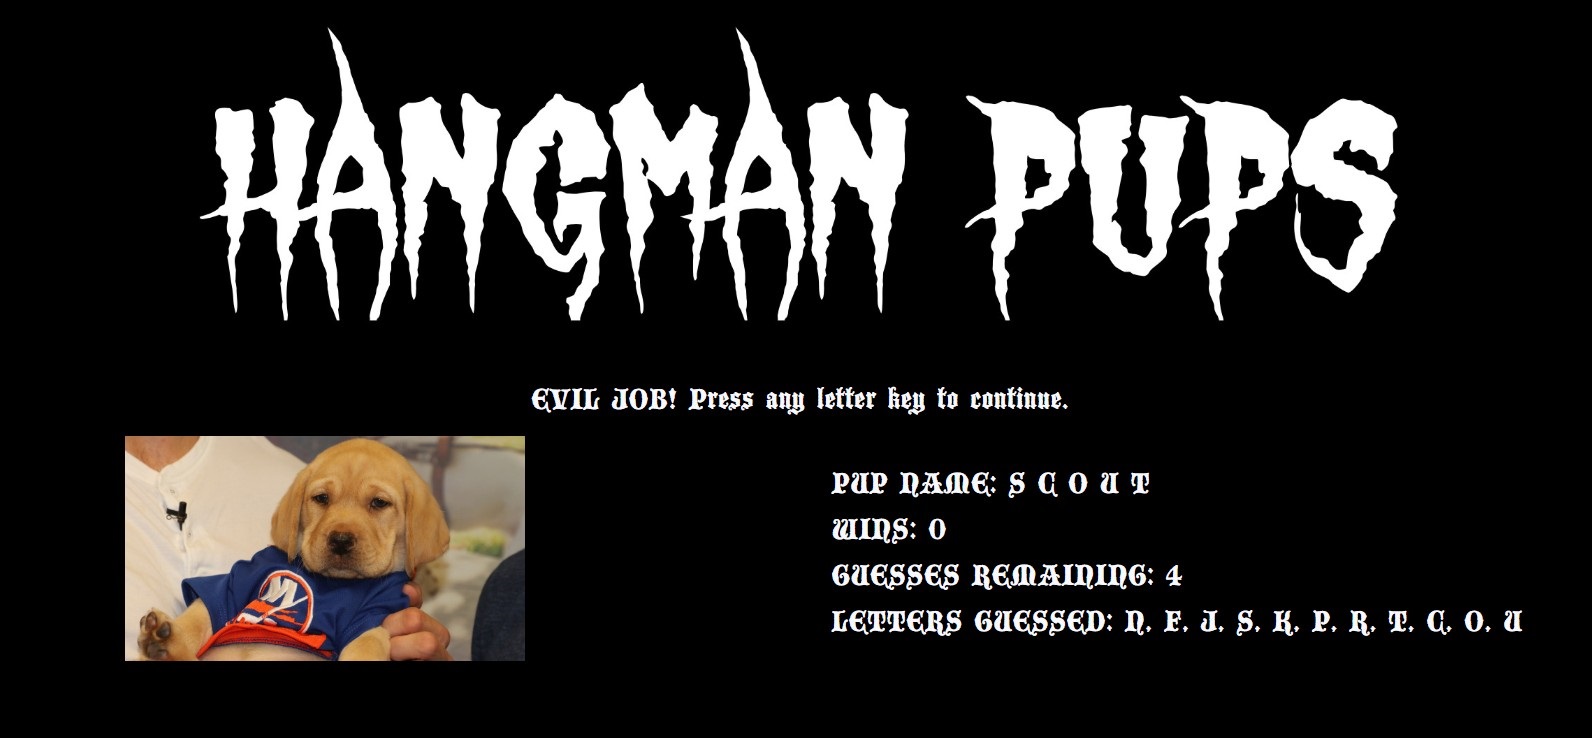 HANGMAN PUPS
EVIL JOB! Press any letter key to continue.
PUP NAME: S C O U T
WINS: 0
GUESSES REMAINING: 4
LETTERS GUESSED: N, F, J, S, K, P, R, T, C, O, U